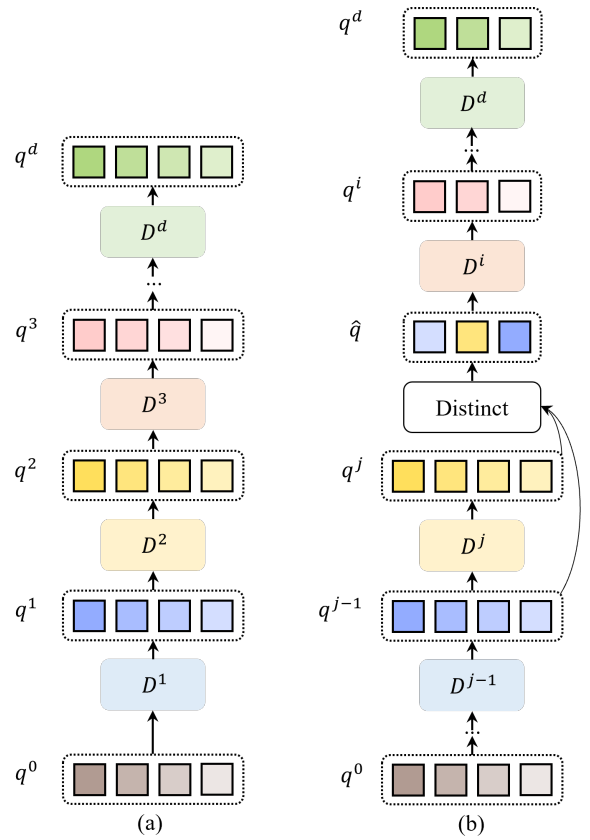 q^d
D^d
...
q^3
D^3
q^2
D^2
q^1
D^1
q^0
(a)
q^d
D^d
...
q^i
D^i
q̂
Distinct
q^j
D^j
q^{j-1}
D^{j-1}
...
q^0
(b)